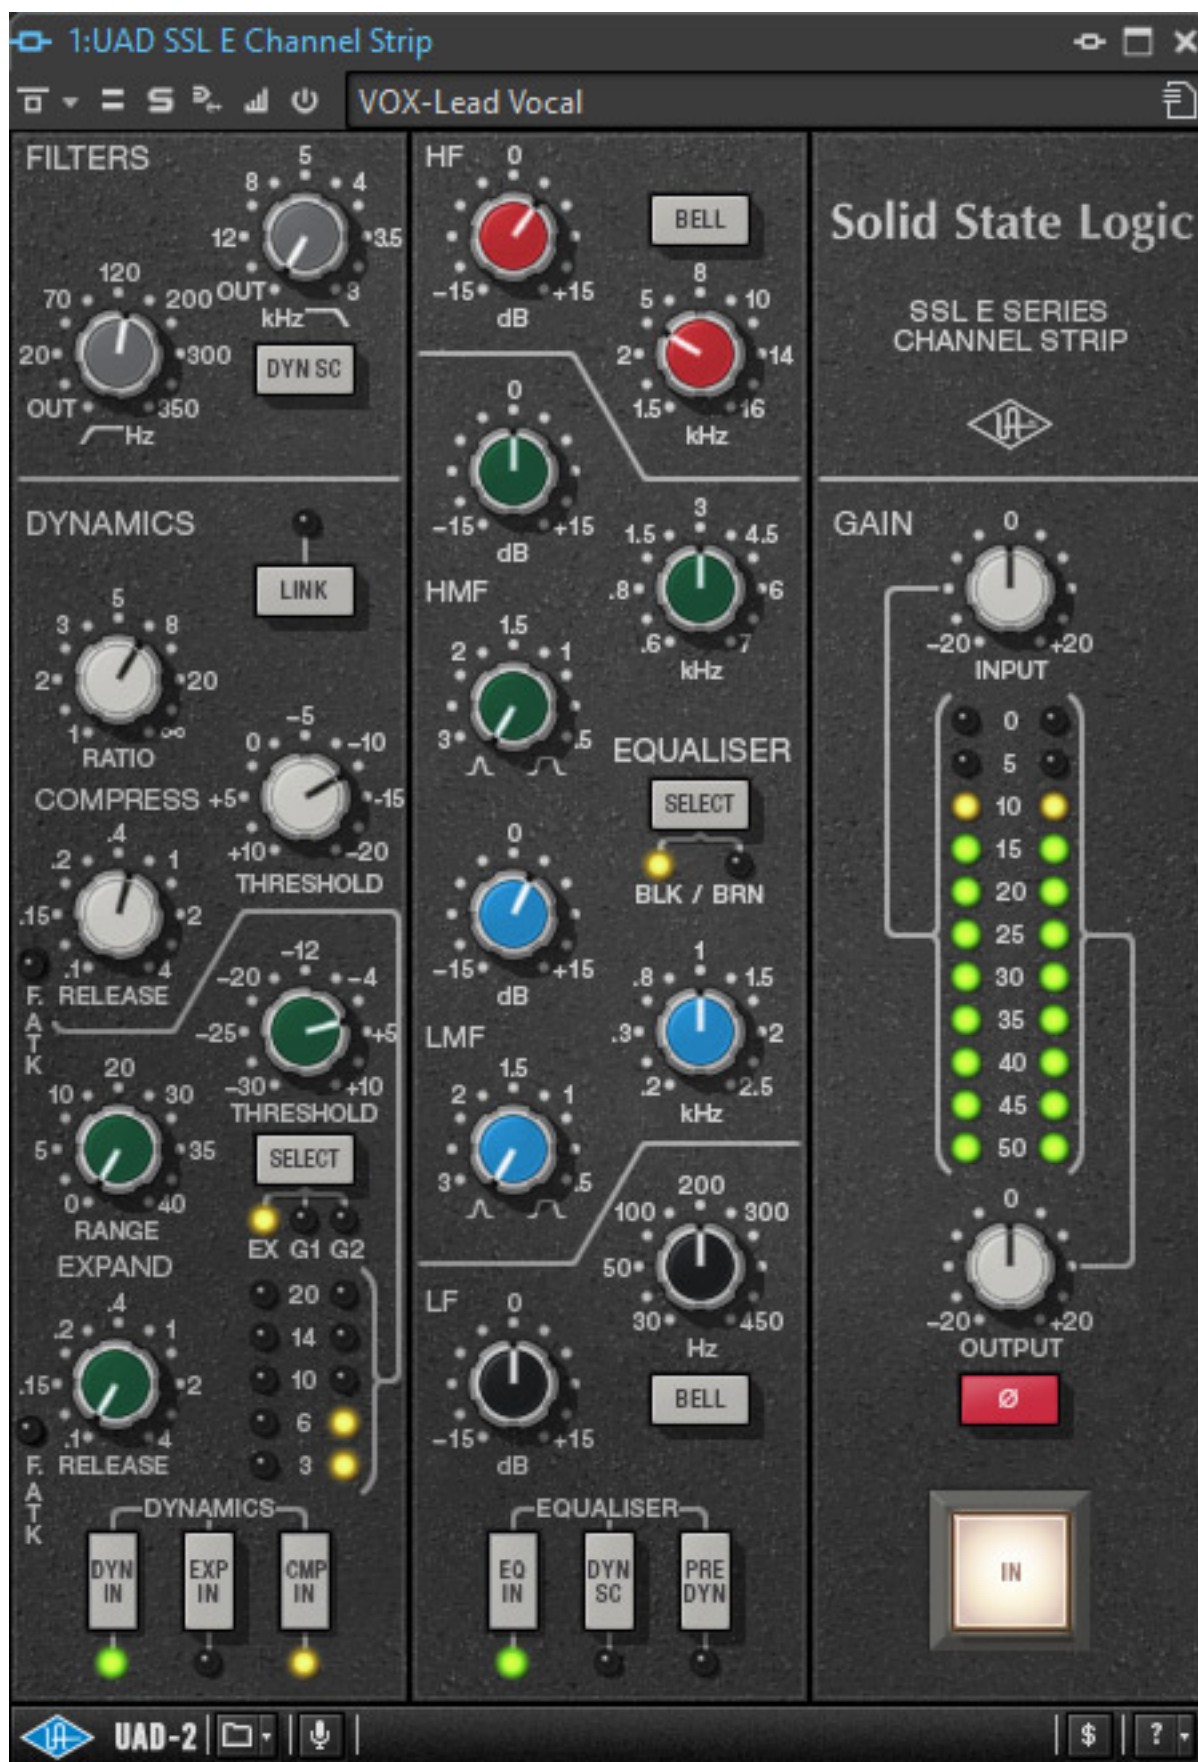 1:UAD SSL E Channel Strip
VOX-Lead Vocal
FILTERS
5
8 4
12 3.5
OUT 3
kHz
120
70 200
20 300
OUT 350
Hz
DYN SC
DYNAMICS
LINK
5
3 8
2 20
1 ∞
RATIO
-5
0 -10
+5 -15
+10 -20
THRESHOLD
COMPRESS
.4
.2 1
.15 2
.1 4
F. RELEASE
A
T
K
-12
-20 -4
-25 +5
-30 +10
THRESHOLD
20
10 30
5 35
0 40
RANGE
SELECT
EX G1 G2
EXPAND
20
14
10
6
3
.4
.2 1
.15 2
.1 4
F. RELEASE
A
T
K
DYNAMICS
DYN IN
EXP IN
CMP IN
HF
0
-15 +15
dB
BELL
8
5 10
2 14
1.5 16
kHz
0
-15 +15
dB
HMF
3
1.5 4.5
.8 6
.6 7
kHz
1.5
2 1
3 .5
EQUALISER
SELECT
BLK / BRN
0
-15 +15
dB
LMF
1
.8 1.5
.3 2
.2 2.5
kHz
1.5
2 1
3 .5
200
100 300
50
30 450
Hz
LF
0
-15 +15
dB
BELL
EQUALISER
EQ IN
DYN SC
PRE DYN
Solid State Logic
SSL E SERIES
CHANNEL STRIP
UA
GAIN
0
-20 +20
INPUT
0
5
10
15
20
25
30
35
40
45
50
0
-20 +20
OUTPUT
Ø
IN
UA UAD-2
$ ?